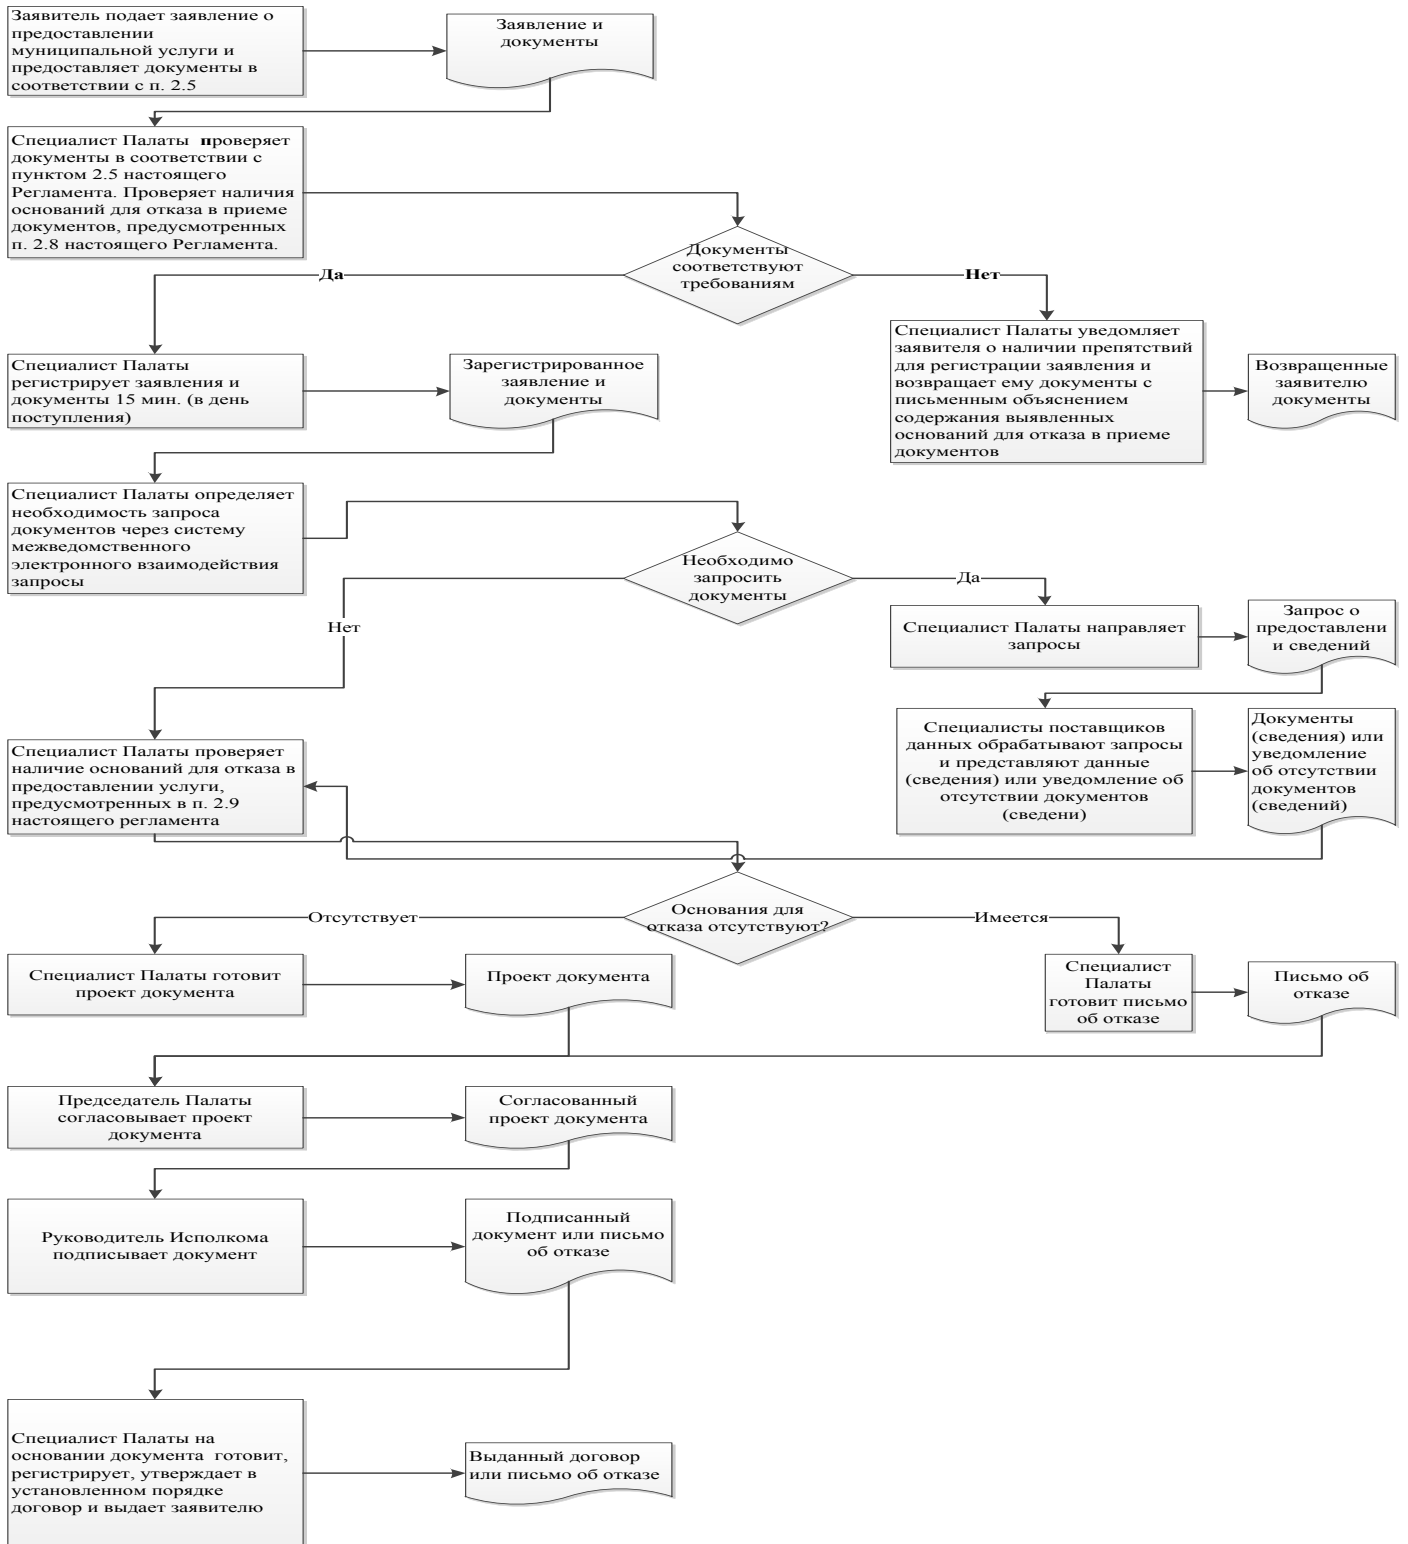 Заявитель подает заявление о
предоставлении
муниципальной услуги и
предоставляет документы в
соответствии с п. 2.5
Заявление и
документы
Специалист Палаты проверяет
документы в соответствии с
пунктом 2.5 настоящего
Регламента. Проверяет наличия
оснований для отказа в приеме
документов, предусмотренных
п. 2.8 настоящего Регламента.
Документы
соответствуют
требованиям
Да
Нет
Специалист Палаты
регистрирует заявления и
документы 15 мин. (в день
поступления)
Зарегистрированное
заявление и
документы
Специалист Палаты уведомляет
заявителя о наличии препятствий
для регистрации заявления и
возвращает ему документы с
письменным объяснением
содержания выявленных
оснований для отказа в приеме
документов
Возвращенные
заявителю
документы
Специалист Палаты определяет
необходимость запроса
документов через систему
межведомственного
электронного взаимодействия
запросы
Необходимо
запросить
документы
Да
Нет
Специалист Палаты направляет
запросы
Запрос о
предоставлени
и сведений
Специалисты поставщиков
данных обрабатывают запросы
и представляют данные
(сведения) или уведомление об
отсутствии документов
(сведени)
Документы
(сведения) или
уведомление
об отсутствии
документов
(сведений)
Специалист Палаты проверяет
наличие оснований для отказа в
предоставлении услуги,
предусмотренных в п. 2.9
настоящего регламента
Основания для
отказа отсутствуют?
Отсутствует
Имеется
Специалист Палаты готовит
проект документа
Проект документа
Специалист
Палаты
готовит письмо
об отказе
Письмо об
отказе
Председатель Палаты
согласовывает проект
документа
Согласованный
проект документа
Руководитель Исполкома
подписывает документ
Подписанный
документ или письмо
об отказе
Специалист Палаты на
основании документа готовит,
регистрирует, утверждает в
установленном порядке
договор и выдает заявителю
Выданный договор
или письмо об отказе